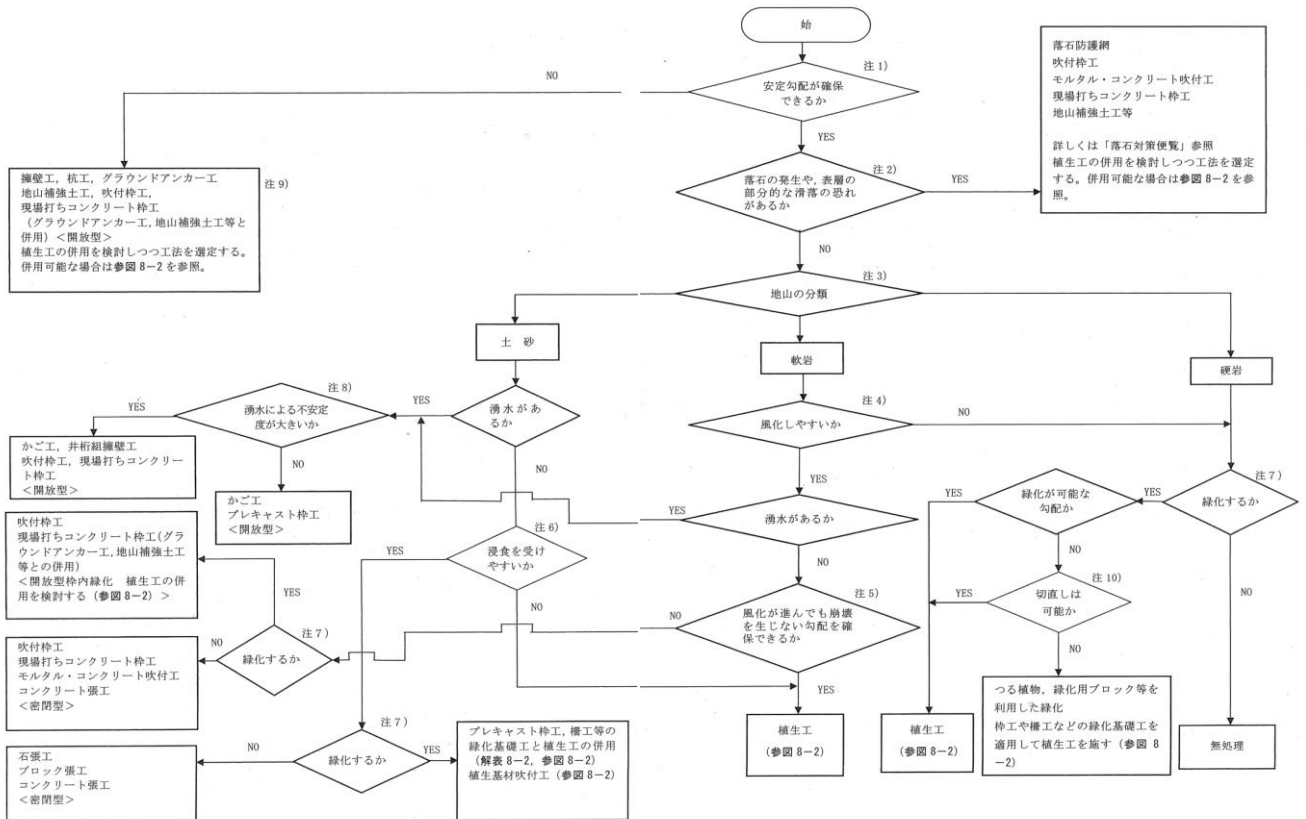 始
注1)
安定勾配が確保
できるか
NO
YES
落石防護網
吹付枠工
モルタル・コンクリート吹付工
現場打ちコンクリート枠工
地山補強土工等
詳しくは「落石対策便覧」参照
植生工の併用を検討しつつ工法を選定
する。併用可能な場合は参図8-2を参
照。
擁壁工，杭工，グラウンドアンカー工
地山補強土工，吹付枠工，
現場打ちコンクリート枠工
(グラウンドアンカー工,地山補強土工等と
併用)＜開放型＞
植生工の併用を検討しつつ工法を選定する。
併用可能な場合は参図8-2を参照。
注9)
注2)
落石の発生や,表層の
部分的な滑落の恐れ
があるか
YES
NO
注3)
地山の分類
土 砂
軟岩
硬岩
注8)
湧水による不安定
度が大きいか
YES
NO
湧水があ
るか
YES
NO
注4)
風化しやすいか
NO
YES
かご工，井桁組擁壁工
吹付枠工，現場打ちコンクリー
ト枠工
＜開放型＞
かご工
プレキャスト枠工
＜開放型＞
湧水があるか
YES
NO
緑化が可能な
勾配か
YES
NO
注7)
緑化するか
YES
NO
吹付枠工
現場打ちコンクリート枠工(グラ
ウンドアンカー工,地山補強土工
等との併用)
＜開放型枠内緑化 植生工の併
用を検討する(参図8-2)＞
注6)
浸食を受け
やすいか
YES
NO
注5)
風化が進んでも崩壊
を生じない勾配を確
保できるか
NO
YES
注10)
切直しは
可能か
YES
NO
YES
注7)
緑化するか
NO
吹付枠工
現場打ちコンクリート枠工
モルタル・コンクリート吹付工
コンクリート張工
＜密閉型＞
植生工
(参図8-2)
植生工
(参図8-2)
つる植物，緑化用ブロック等を
利用した緑化
枠工や柵工などの緑化基礎工を
適用して植生工を施す(参図8
-2)
無処理
注7)
緑化するか
NO
YES
石張工
ブロック張工
コンクリート張工
＜密閉型＞
プレキャスト枠工，柵工等の
緑化基礎工と植生工の併用
(解表8-2，参図8-2)
植生基材吹付工(参図8-2)